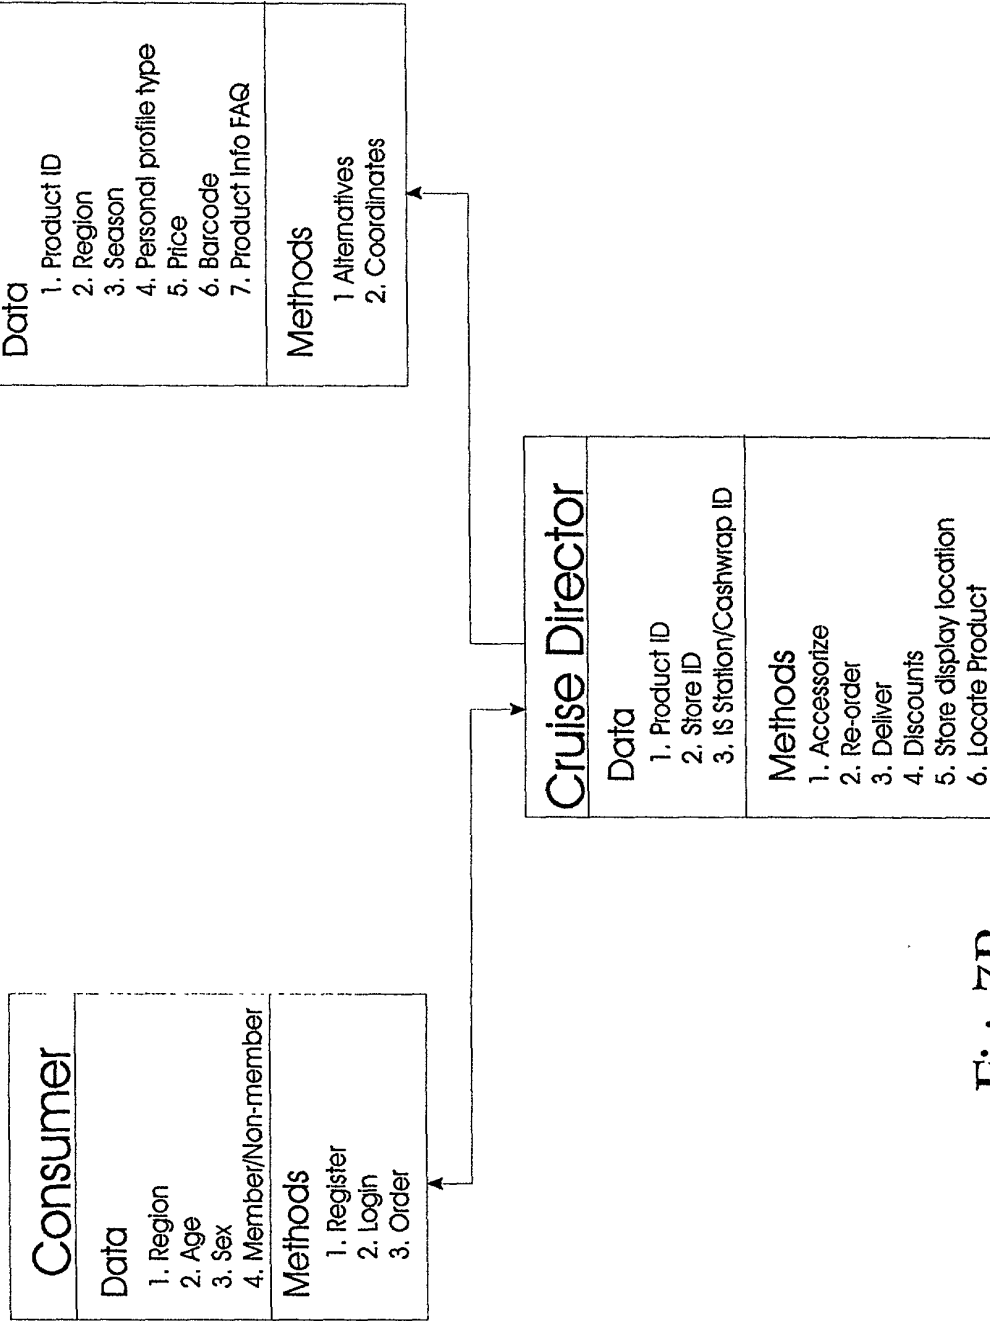 Consumer
Data
1. Region
2. Age
3. Sex
4. Member/Non-member
Methods
1. Register
2. Login
3. Order
Data
1. Product ID
2. Region
3. Season
4. Personal profile type
5. Price
6. Barcode
7. Product Info FAQ
Methods
1 Alternatives
2. Coordinates
Cruise Director
Data
1. Product ID
2. Store ID
3. IS Station/Cashwrap ID
Methods
1. Accessorize
2. Re-order
3. Deliver
4. Discounts
5. Store display location
6. Locate Product